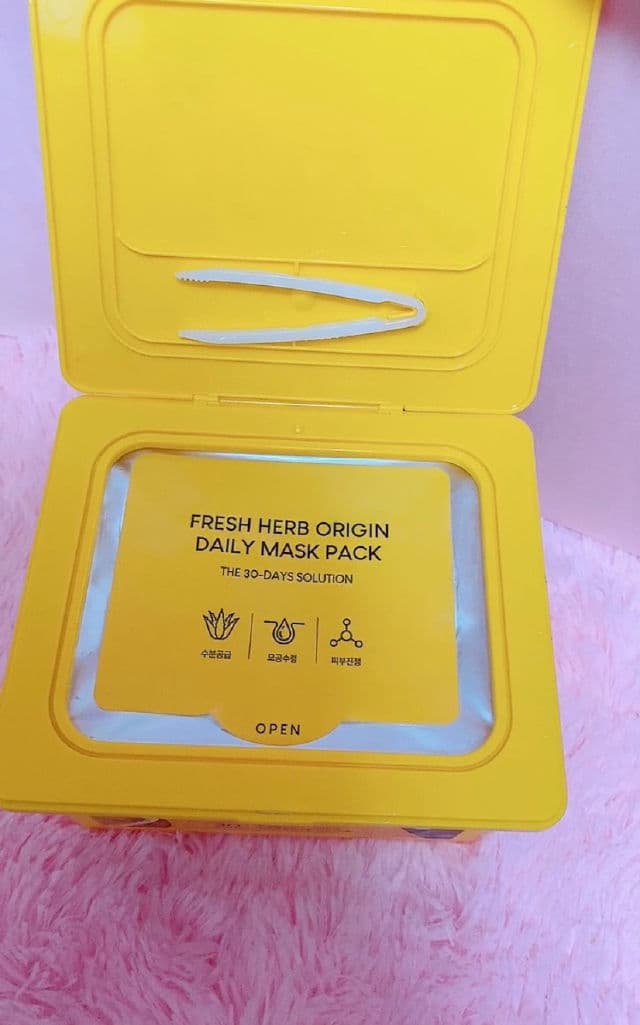 FRESH HERB ORIGIN
DAILY MASK PACK
THE 30-DAYS SOLUTION
수분공급
모공수렴
피부진정
OPEN